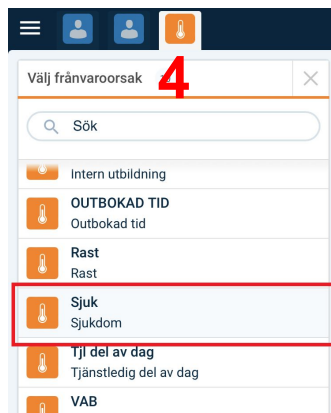 Välj frånvaroorsak
4
Sök
Intern utbildning
OUTBOKAD TID
Outbokad tid
Rast
Rast
Sjuk
Sjukdom
Tjl del av dag
Tjänstledig del av dag
VAB